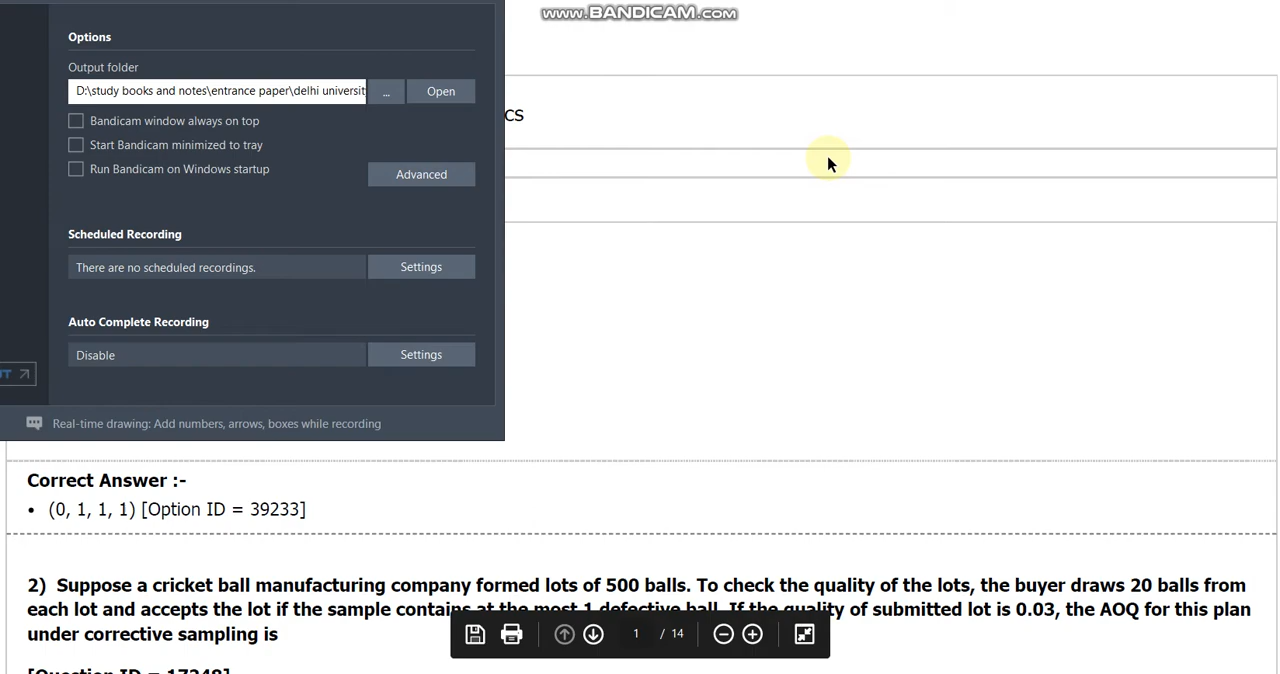 www.BANDICAM.com
Options
Output folder
D:\study books and notes\entrance paper\delhi universit
...
Open
CS
Bandicam window always on top
Start Bandicam minimized to tray
Run Bandicam on Windows startup
Advanced
Scheduled Recording
There are no scheduled recordings.
Settings
Auto Complete Recording
Disable
Settings
Real-time drawing: Add numbers, arrows, boxes while recording
Correct Answer :-
• (0, 1, 1, 1) [Option ID = 39233]
2) Suppose a cricket ball manufacturing company formed lots of 500 balls. To check the quality of the lots, the buyer draws 20 balls from
each lot and accepts the lot if the sample contains at the most 1 defective ball. If the quality of submitted lot is 0.03, the AOQ for this plan
under corrective sampling is
1 / 14
[Question ID = 17248]